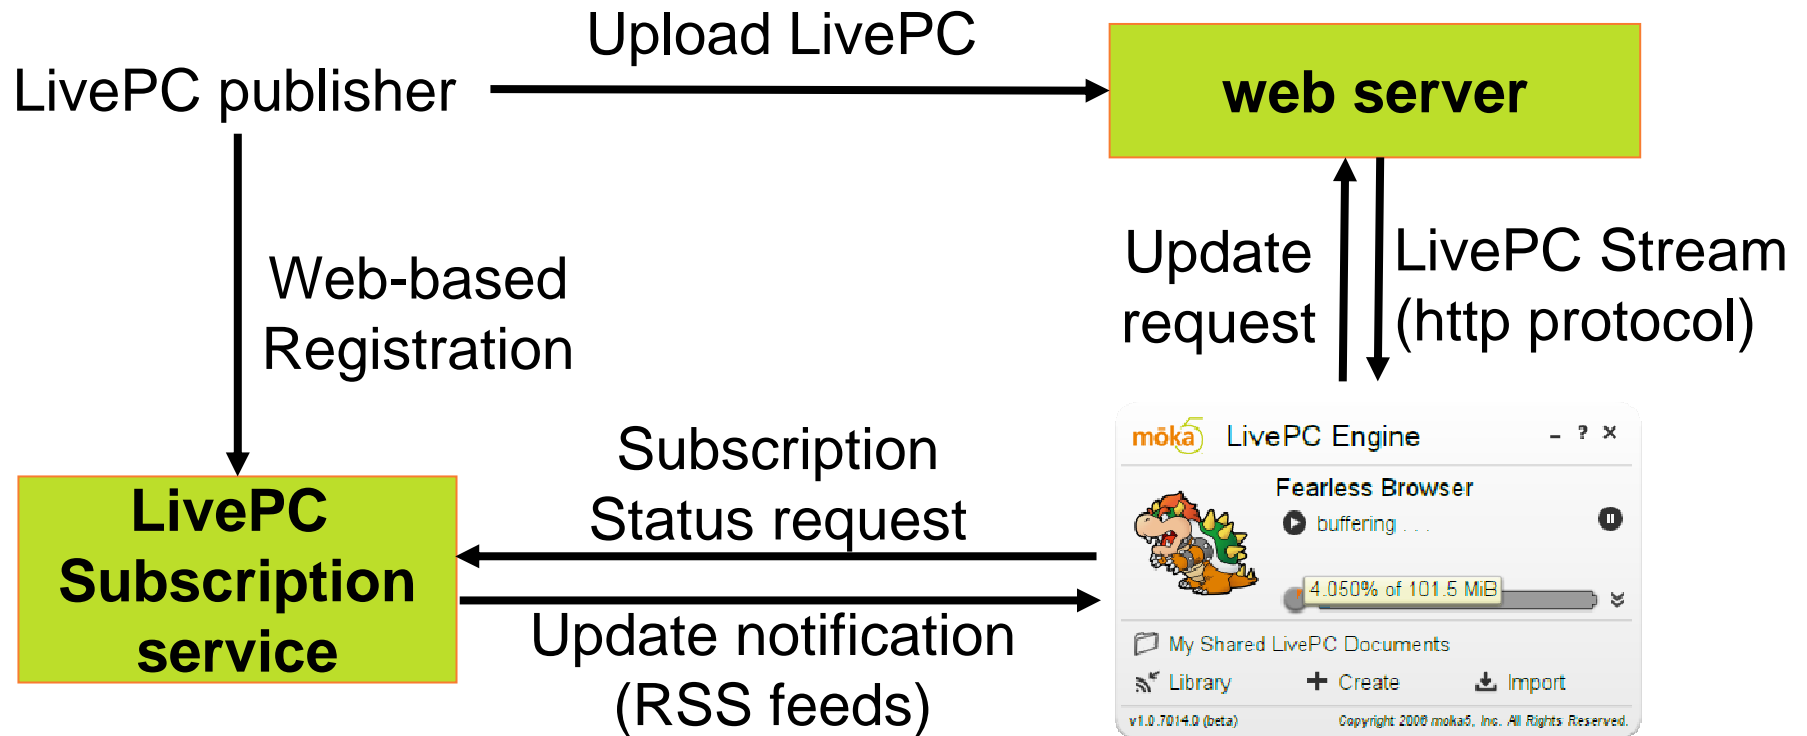 Upload LivePC
LivePC publisher
web server
Web-based
Registration
Update
request
LivePC Stream
(http protocol)
Subscription
Status request
LivePC
Subscription
service
Update notification
(RSS feeds)
moka5 LivePC Engine
Fearless Browser
buffering . . .
4.050% of 101.5 MiB
My Shared LivePC Documents
Library
Create
Import
v1.0.7014.0 (beta)
Copyright 2006 moka5, Inc. All Rights Reserved.